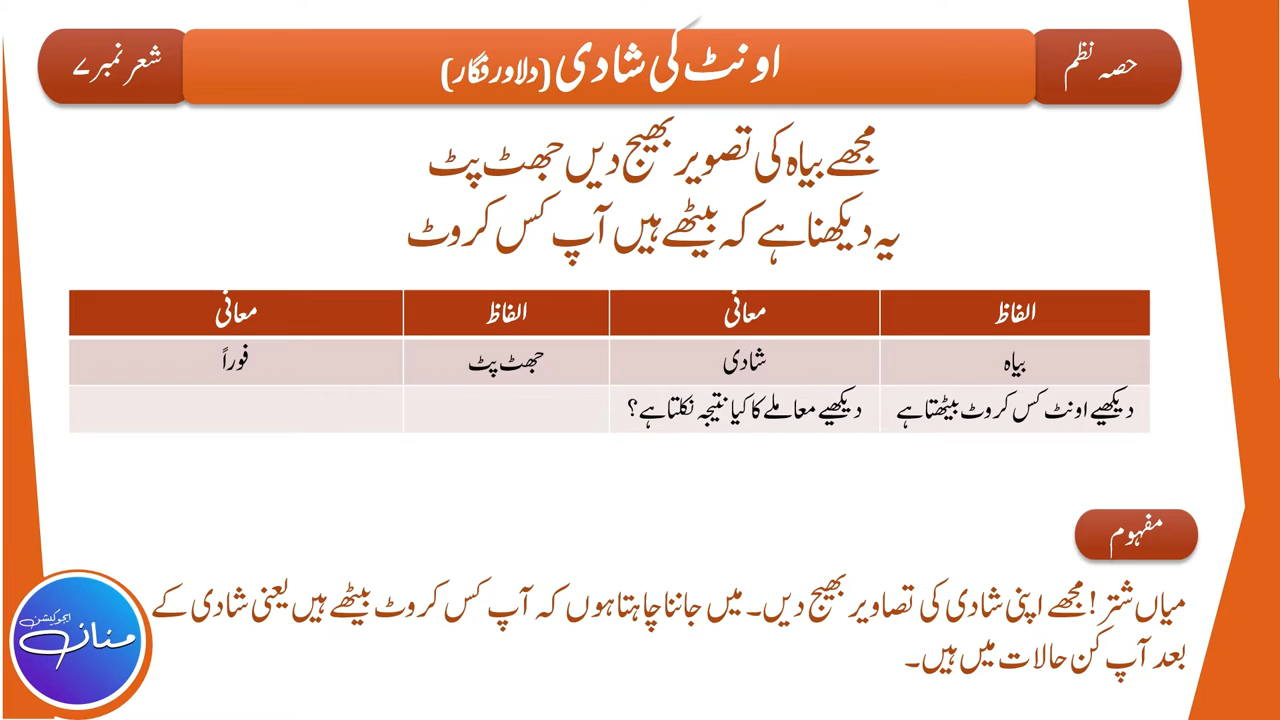 حصہ نظم
اونٹ کی شادی (دلاور فگار)
شعر نمبر ۷
مجھے بیاہ کی تصویر بھیج دیں جھٹ پٹ
یہ دیکھنا ہے کہ بیٹھے ہیں آپ کس کروٹ
الفاظ معانی الفاظ معانی
بیاہ شادی جھٹ پٹ فوراً
دیکھیے اونٹ کس کروٹ بیٹھتا ہے دیکھیے معاملے کا کیا نتیجہ نکلتا ہے؟
مفہوم
میاں شتر! مجھے اپنی شادی کی تصاویر بھیج دیں۔ میں جاننا چاہتا ہوں کہ آپ کس کروٹ بیٹھے ہیں یعنی شادی کے
بعد آپ کن حالات میں ہیں۔
ایجوکیشن
منان